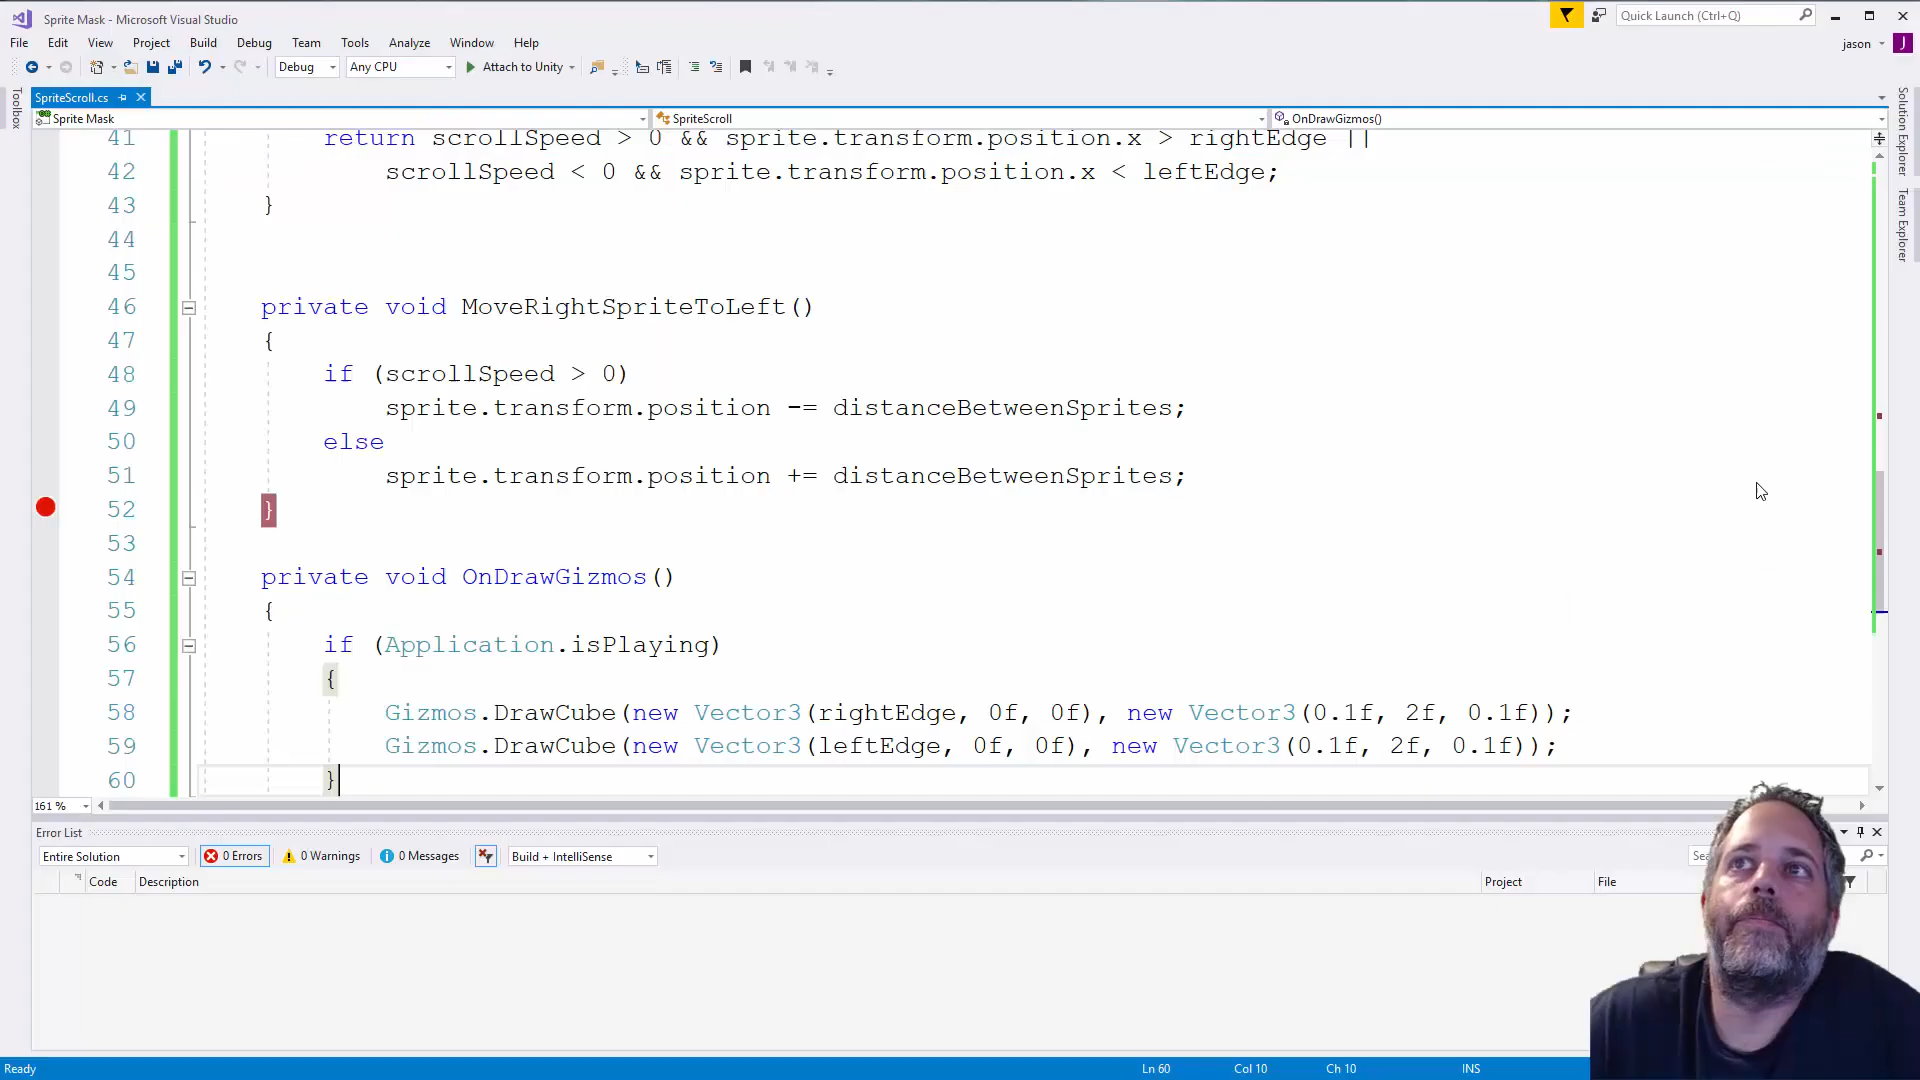 Sprite Mask - Microsoft Visual Studio
Quick Launch (Ctrl+Q)
File Edit View Project Build Debug Team Tools Analyze Window Help
jason J
Debug Any CPU Attach to Unity
SpriteScroll.cs
Sprite Mask SpriteScroll OnDrawGizmos()
Toolbox
Solution Explorer
Team Explorer
41 return scrollSpeed > 0 && sprite.transform.position.x > rightEdge ||
42 scrollSpeed < 0 && sprite.transform.position.x < leftEdge;
43 }
44
45
46 private void MoveRightSpriteToLeft()
47 {
48 if (scrollSpeed > 0)
49 sprite.transform.position -= distanceBetweenSprites;
50 else
51 sprite.transform.position += distanceBetweenSprites;
52 }
53
54 private void OnDrawGizmos()
55 {
56 if (Application.isPlaying)
57 {
58 Gizmos.DrawCube(new Vector3(rightEdge, 0f, 0f), new Vector3(0.1f, 2f, 0.1f));
59 Gizmos.DrawCube(new Vector3(leftEdge, 0f, 0f), new Vector3(0.1f, 2f, 0.1f));
60 }
161 %
Error List
Entire Solution 0 Errors 0 Warnings 0 Messages Build + IntelliSense
Code Description Project File
Ready Ln 60 Col 10 Ch 10 INS